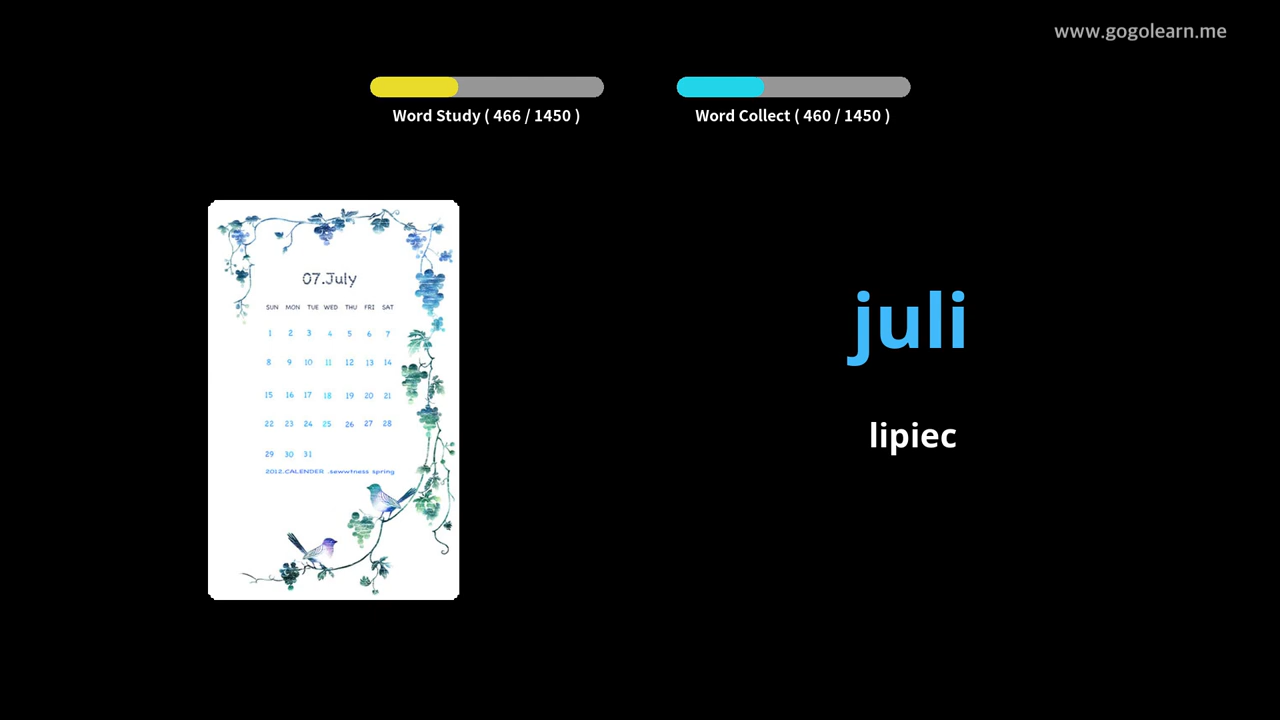 www.gogolearn.me
Word Study ( 466 / 1450 )
Word Collect ( 460 / 1450 )
07.July
SUN MON TUE WED THU FRI SAT
1 2 3 4 5 6 7
8 9 10 11 12 13 14
15 16 17 18 19 20 21
22 23 24 25 26 27 28
29 30 31
2012.CALENDER .sewwtness spring
juli
lipiec